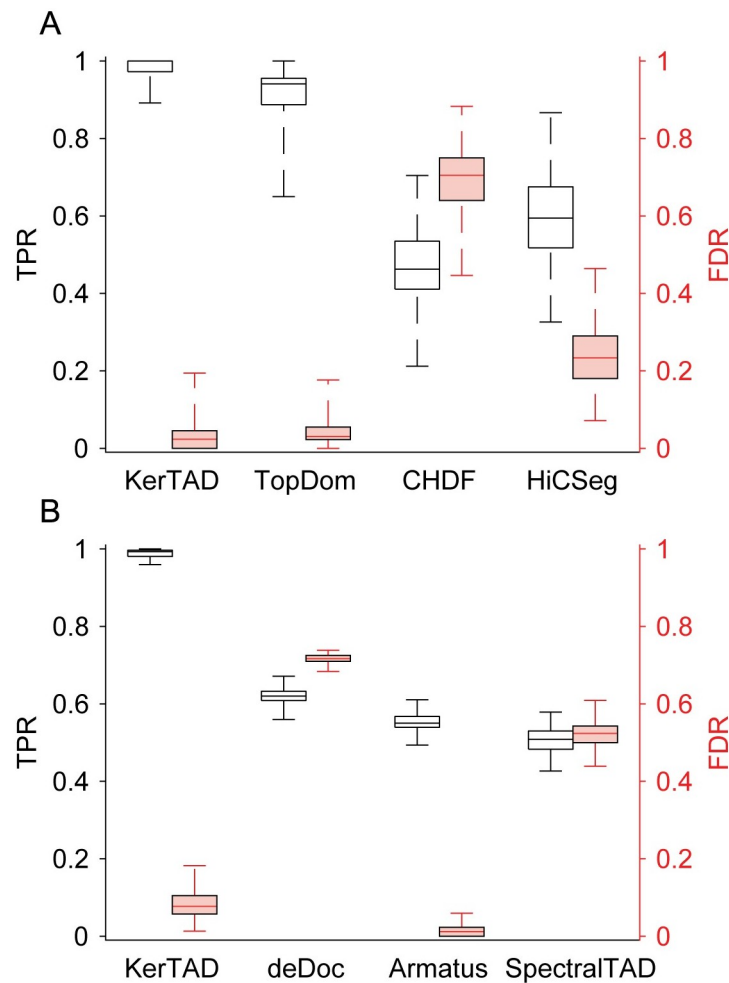 A
1 1
0.8 0.8
0.6 0.6
TPR FDR
0.4 0.4
0.2 0.2
0 0
KerTAD TopDom CHDF HiCSeg
B
1 1
0.8 0.8
0.6 0.6
TPR FDR
0.4 0.4
0.2 0.2
0 0
KerTAD deDoc Armatus SpectralTAD